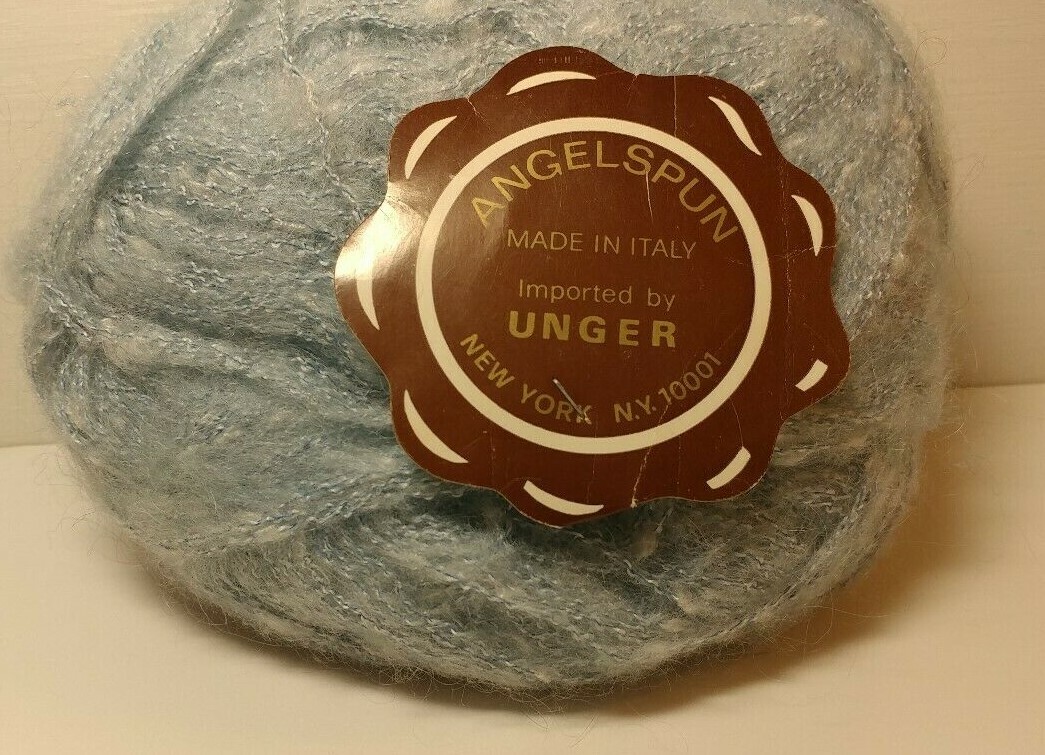 ANGELSPUN
MADE IN ITALY
Imported by
UNGER
NEW YORK N.Y. 10001